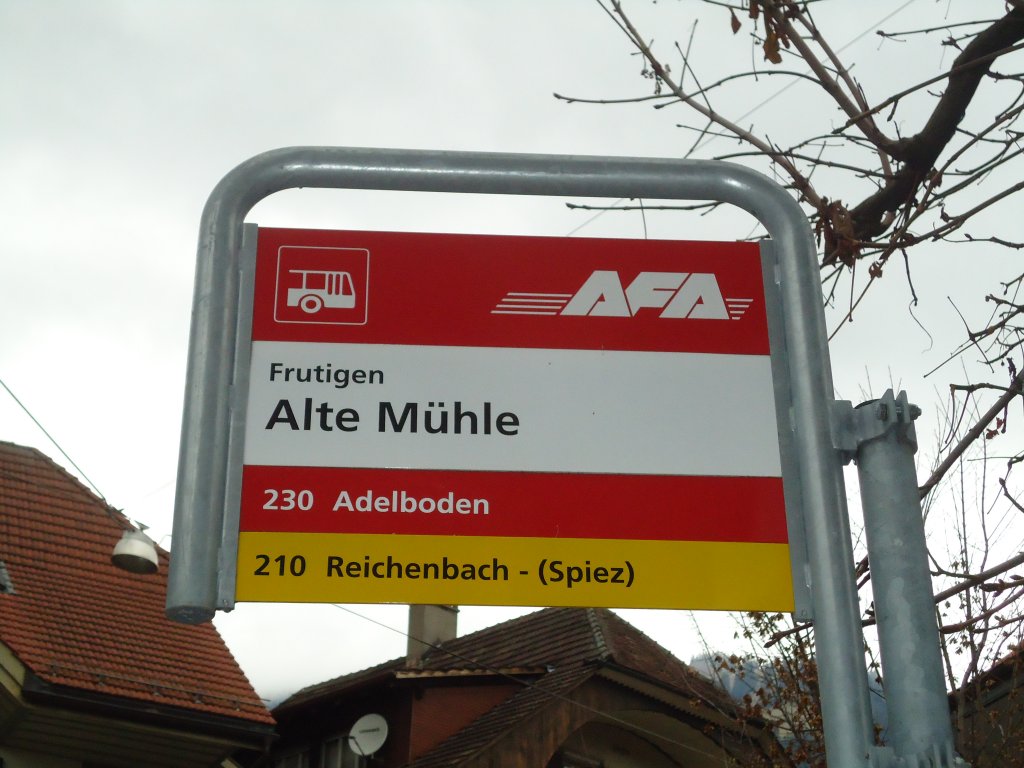 AFA
Frutigen
Alte Mühle
230 Adelboden
210 Reichenbach - (Spiez)